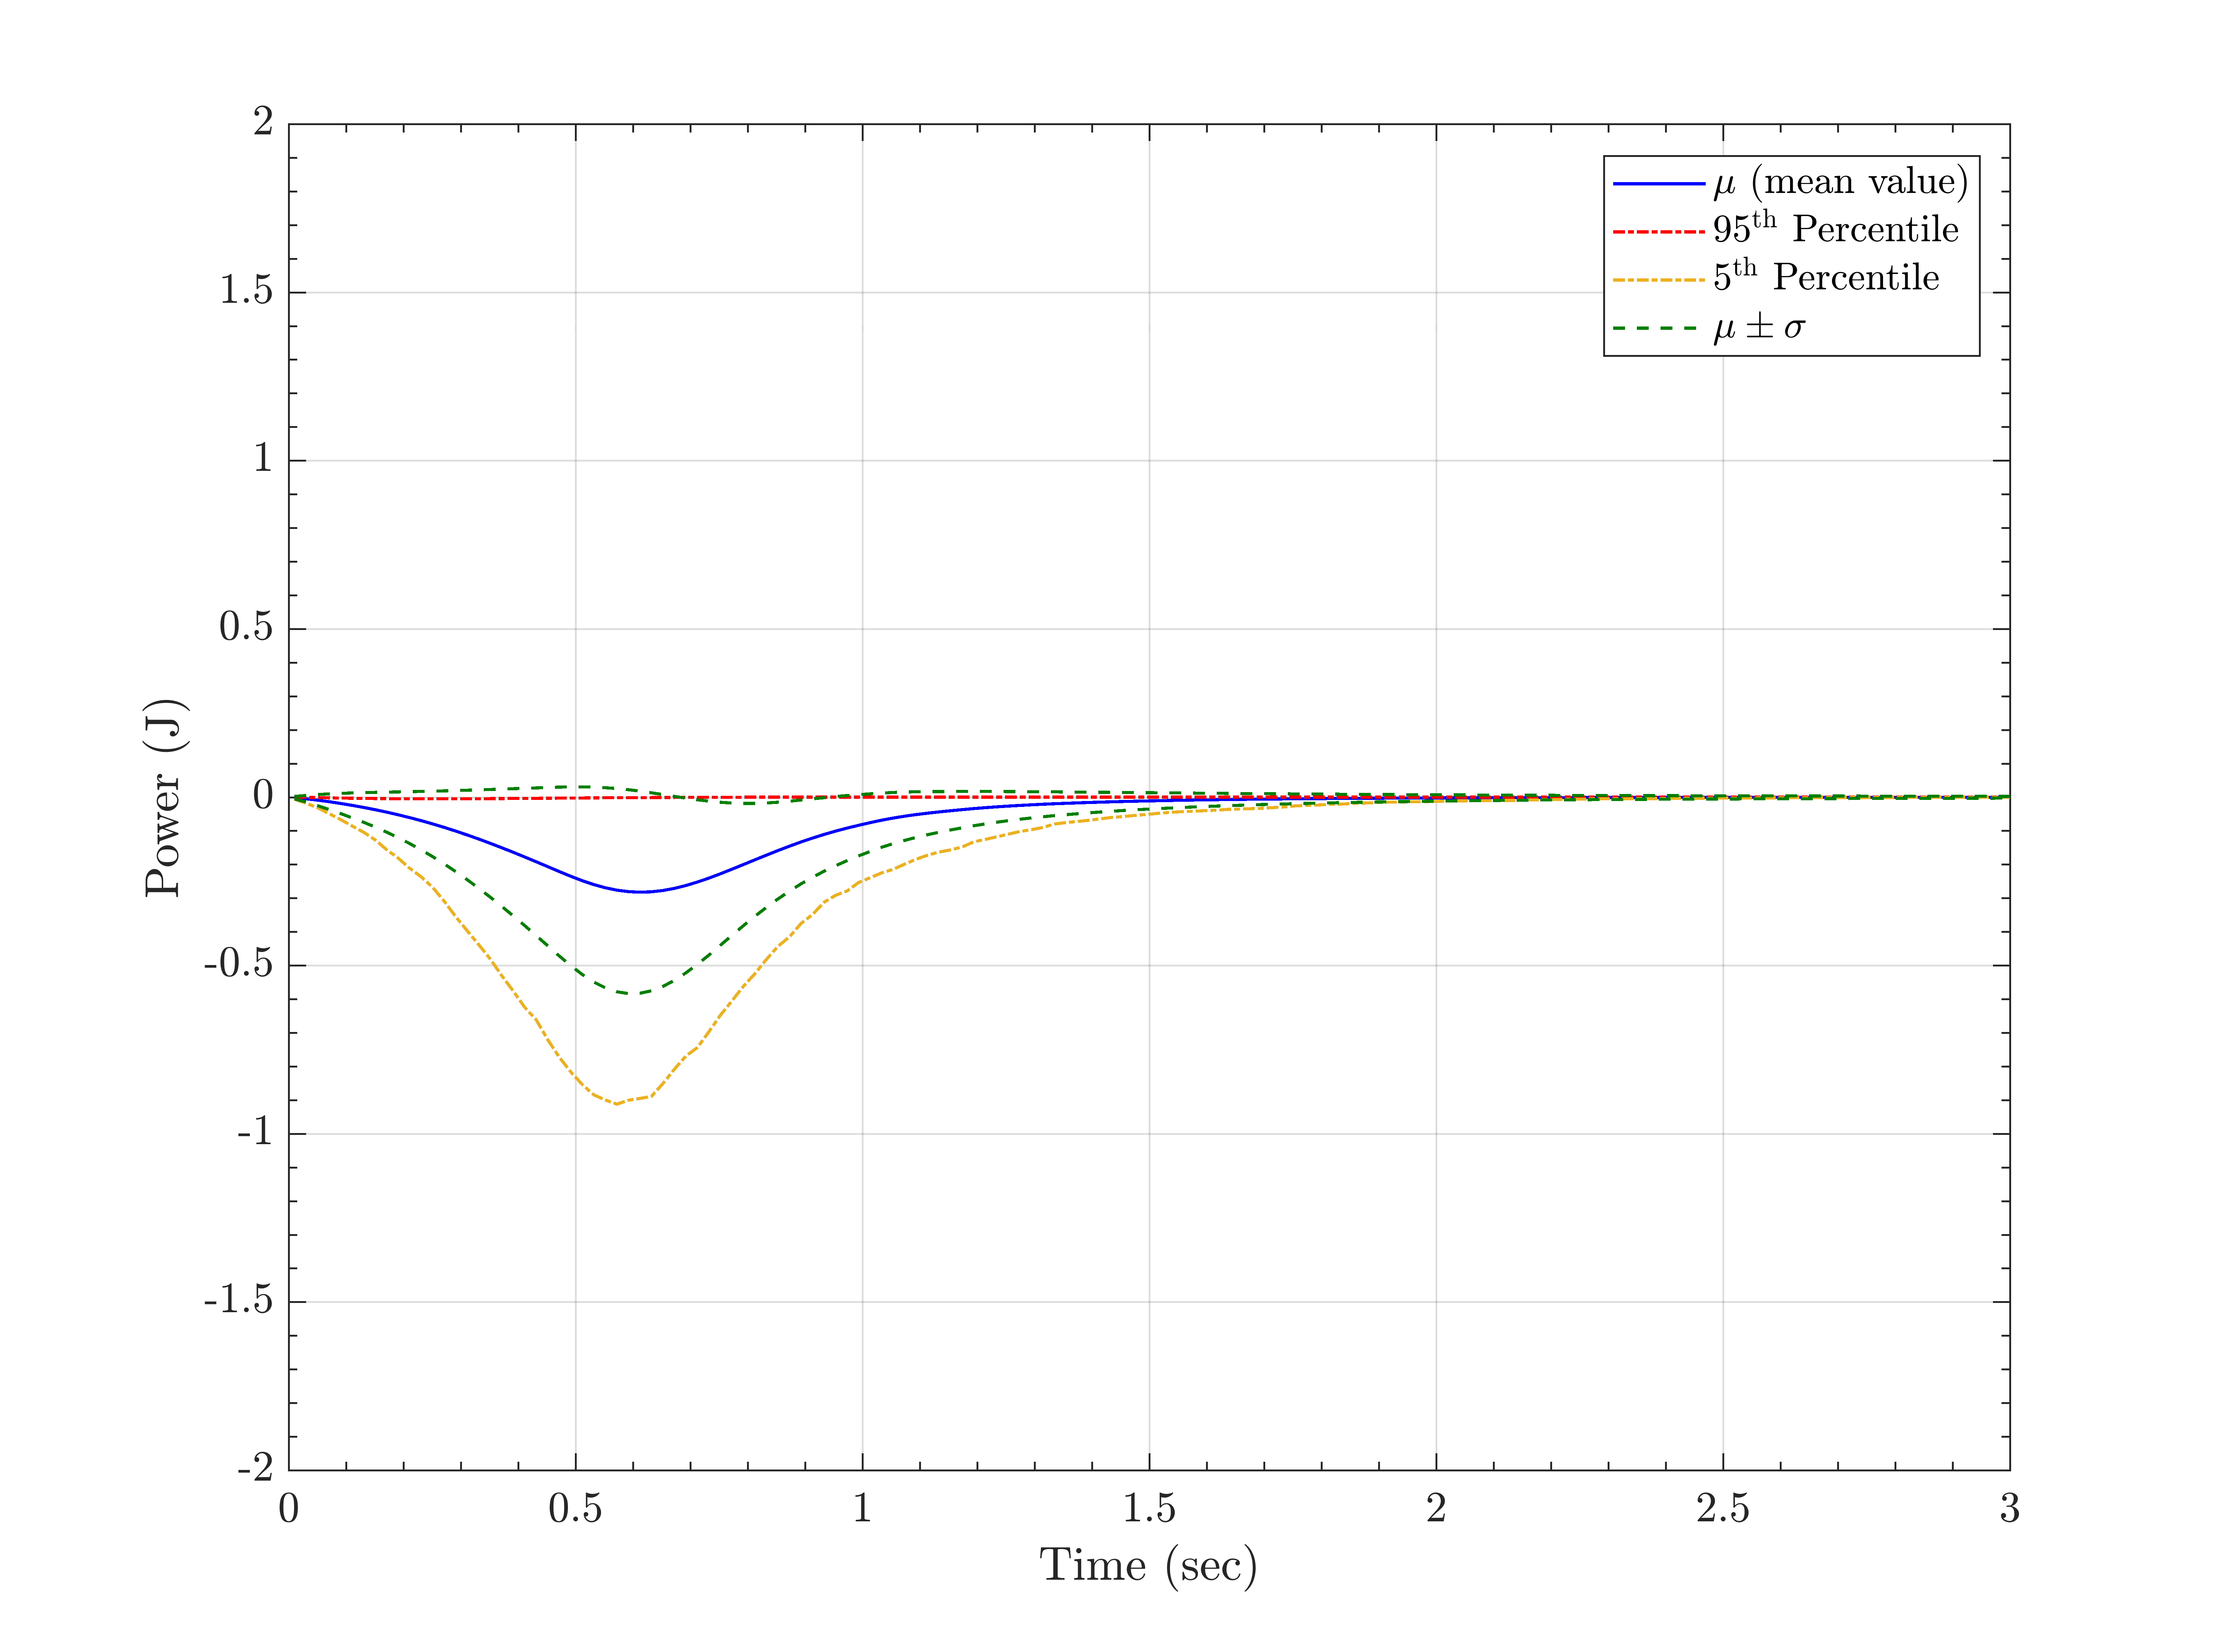 2
1.5
1
0.5
0
-0.5
-1
-1.5
-2
Power (J)
0 0.5 1 1.5 2 2.5 3
Time (sec)
μ (mean value)
95th Percentile
5th Percentile
μ ± σ